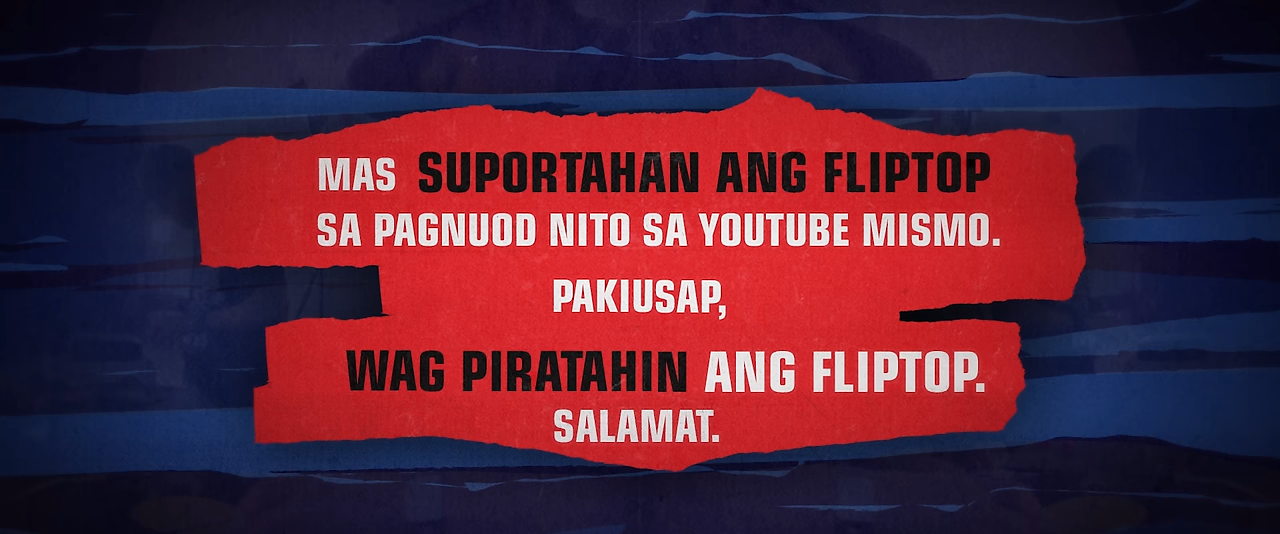 MAS SUPORTAHAN ANG FLIPTOP
SA PAGNUOD NITO SA YOUTUBE MISMO.
PAKIUSAP,
WAG PIRATAHIN ANG FLIPTOP.
SALAMAT.